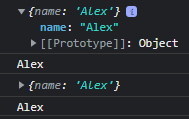 ▼ {name: 'Alex'} i
name: "Alex"
▶ [[Prototype]]: Object
Alex
▶ {name: 'Alex'}
Alex